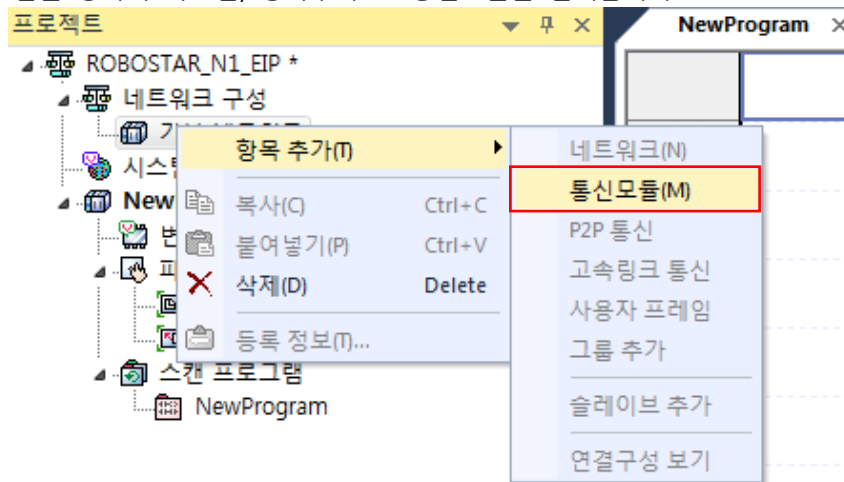 프로젝트
NewProgram
ROBOSTAR_N1_EIP *
네트워크 구성
시스
New
항목 추가(T)
복사(C) Ctrl+C
붙여넣기(P) Ctrl+V
삭제(D) Delete
등록 정보(T)...
네트워크(N)
통신모듈(M)
P2P 통신
고속링크 통신
사용자 프레임
그룹 추가
슬레이브 추가
연결구성 보기
스캔 프로그램
NewProgram